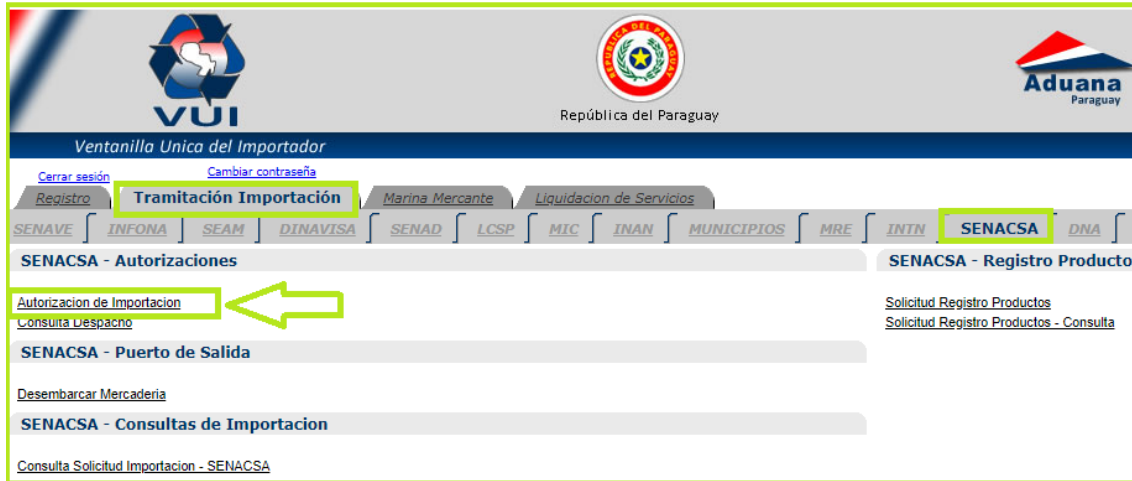 VUI
República del Paraguay
Aduana
Paraguay
Ventanilla Unica del Importador
Cerrar sesión
Cambiar contraseña
Registro
Tramitación Importación
Marina Mercante
Liquidacion de Servicios
SENAVE INFONA SEAM DINAVISA SENAD LCSP MIC INAN MUNICIPIOS MRE INTN SENACSA DNA
SENACSA - Autorizaciones
Autorizacion de Importacion
Consulta Despacho
SENACSA - Puerto de Salida
Desembarcar Mercaderia
SENACSA - Consultas de Importacion
Consulta Solicitud Importacion - SENACSA
SENACSA - Registro Producto
Solicitud Registro Productos
Solicitud Registro Productos - Consulta